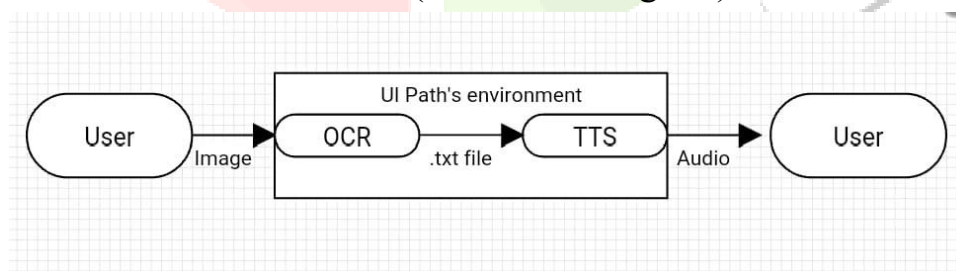 UI Path's environment
User
OCR
TTS
User
Image
.txt file
Audio